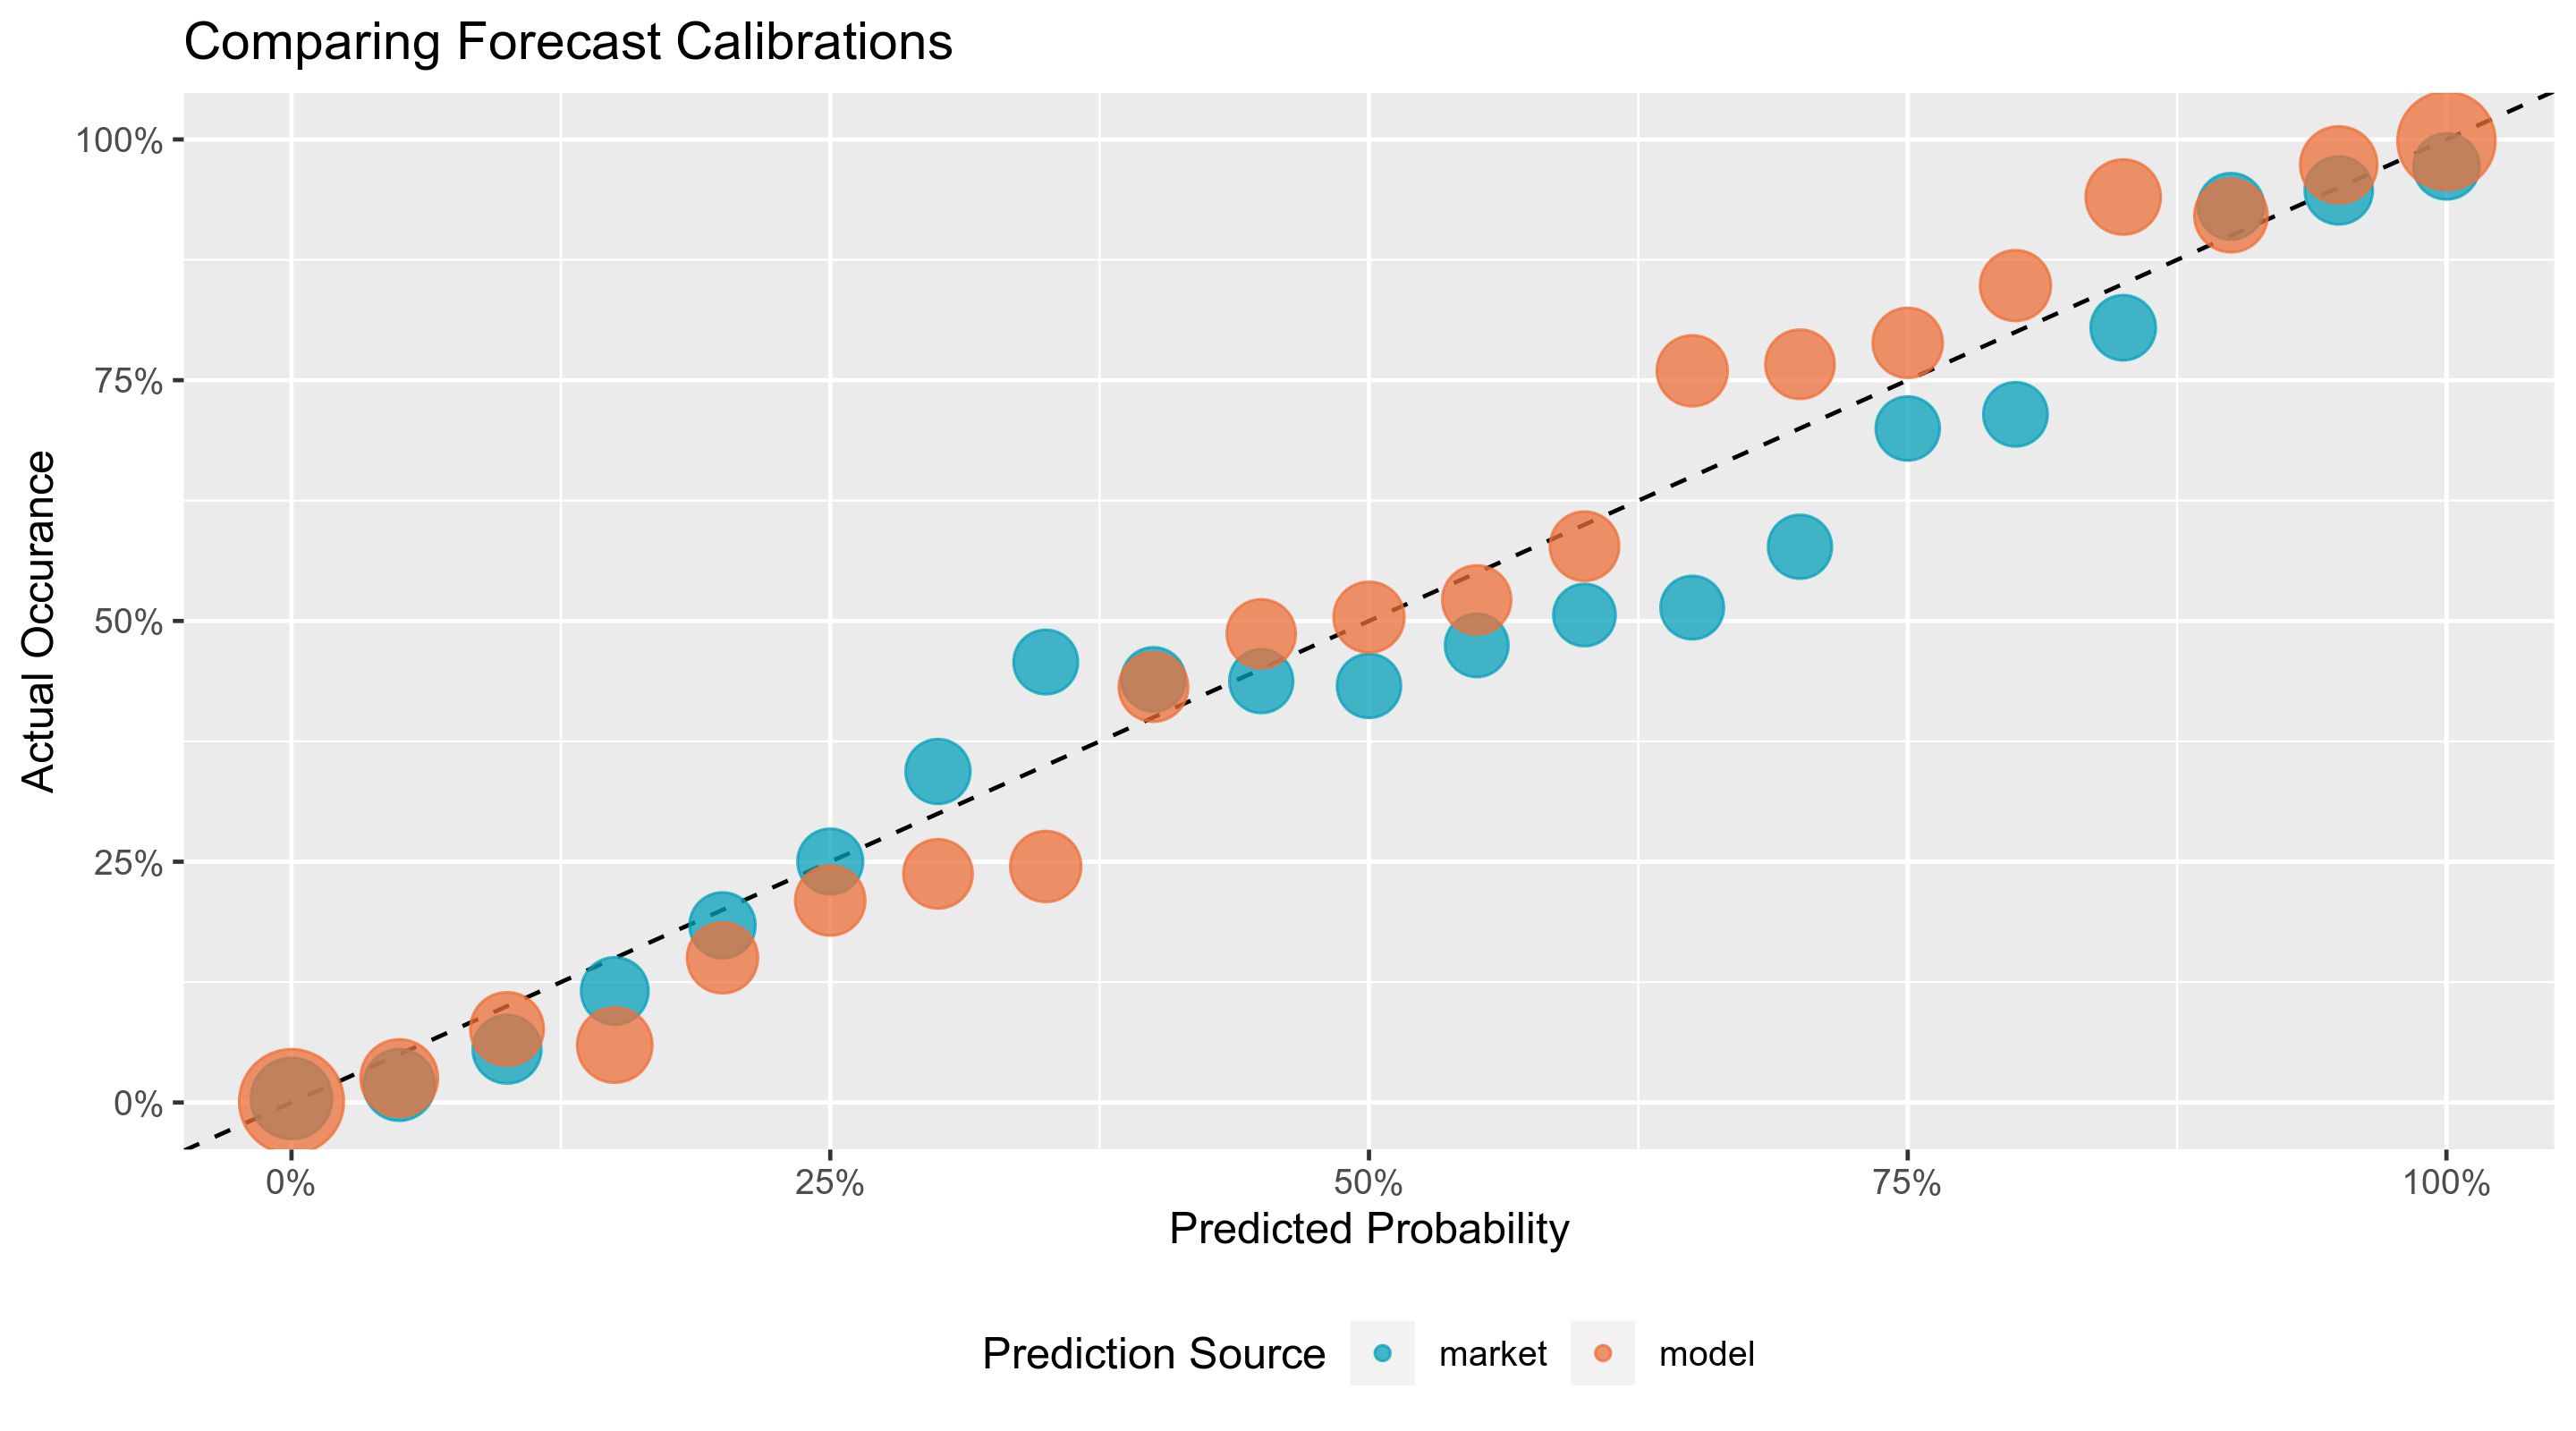 Comparing Forecast Calibrations
100%
75%
50%
25%
0%
Actual Occurance
0% 25% 50% 75% 100%
Predicted Probability
Prediction Source market model